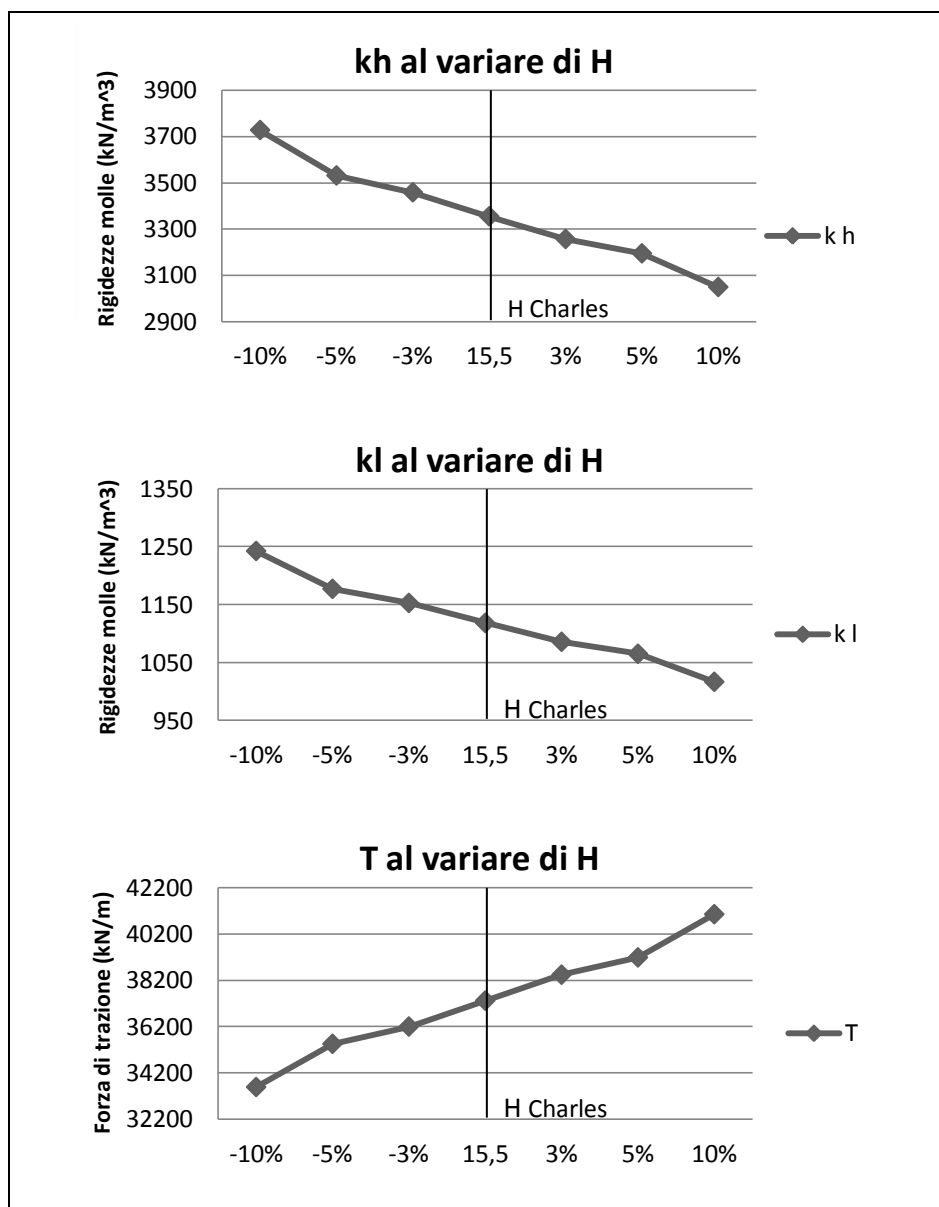 kh al variare di H
Rigidezze molle (kN/m^3)
3900
3700
3500
3300
3100
2900
H Charles
k h
-10% -5% -3% 15,5 3% 5% 10%
kl al variare di H
Rigidezze molle (kN/m^3)
1350
1250
1150
1050
950
H Charles
k l
-10% -5% -3% 15,5 3% 5% 10%
T al variare di H
Forza di trazione (kN/m)
42200
40200
38200
36200
34200
32200
H Charles
T
-10% -5% -3% 15,5 3% 5% 10%